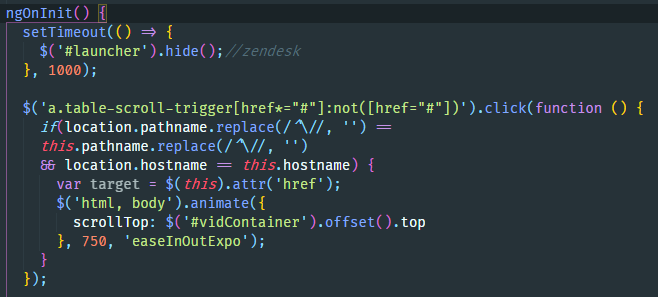 ngOnInit() {
setTimeout(() => {
$('#launcher').hide();//zendesk
}, 1000);
$('a.table-scroll-trigger[href*="#"]:not([href="#"])').click(function () {
if(location.pathname.replace(/^\//, '') ==
this.pathname.replace(/^\//, '')
&& location.hostname == this.hostname) {
var target = $(this).attr('href');
$('html, body').animate({
scrollTop: $('#vidContainer').offset().top
}, 750, 'easeInOutExpo');
}
});